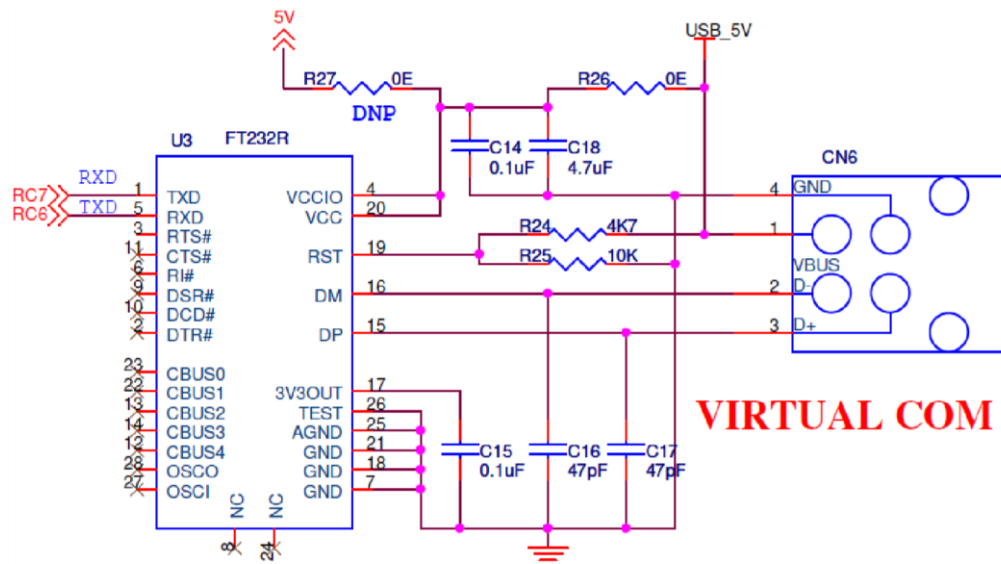 5V
USB_5V
R27 0E
R26 0E
DNP
U3 FT232R
C14
0.1uF
C18
4.7uF
CN6
RXD
RC7
1 TXD
VCCIO 4
4 GND
TXD
RC6
5 RXD
VCC 20
3 RTS#
R24 4K7
1
11 CTS#
RST 19
R25 10K
VBUS
6 RI#
9 DSR#
DM 16
2 D-
10 DCD#
2 DTR#
DP 15
3 D+
23 CBUS0
22 CBUS1
3V3OUT 17
13 CBUS2
TEST 26
VIRTUAL COM
14 CBUS3
AGND 25
12 CBUS4
GND 21
C15
0.1uF
C16
47pF
C17
47pF
28 OSCO
GND 18
27 OSCI
GND 7
NC
NC
8
24